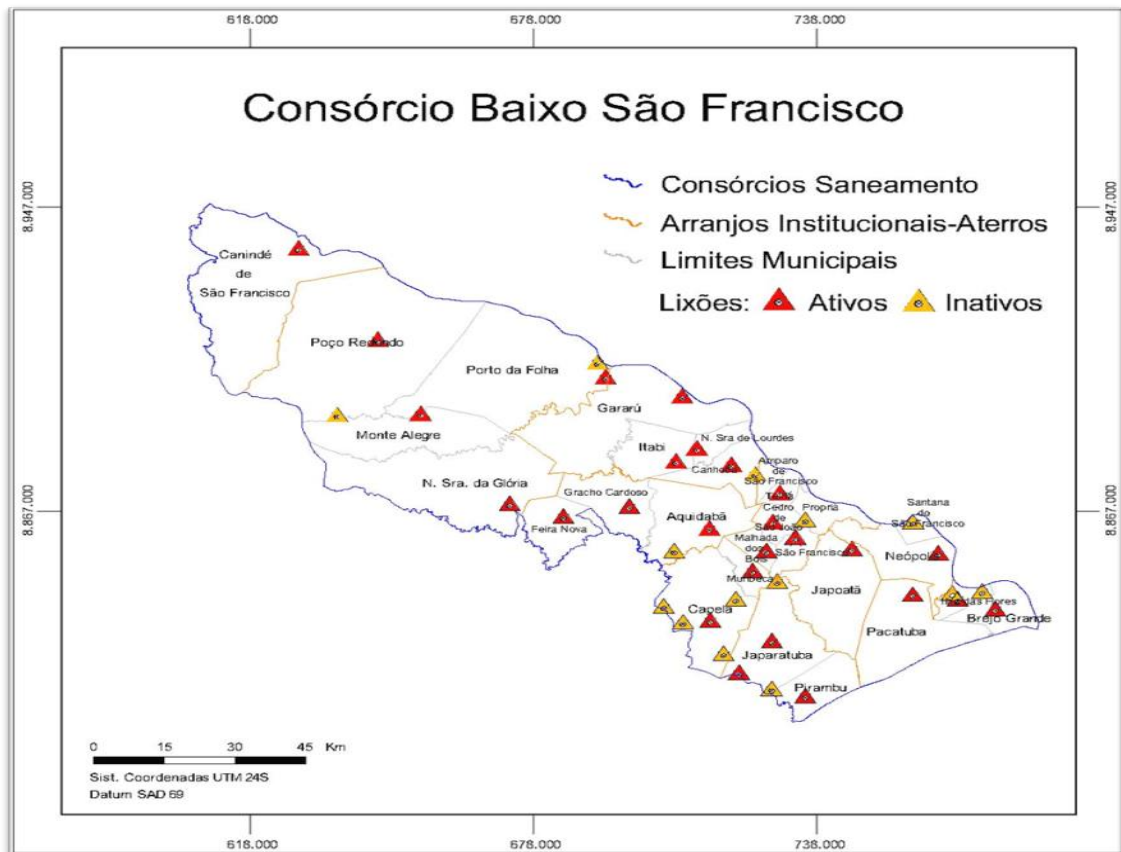 618.000 678.000 738.000
Consórcio Baixo São Francisco
Consórcios Saneamento
8.947.000 8.947.000
Arranjos Institucionais-Aterros
Limites Municipais
Lixões: Ativos Inativos
Canindé
de
São Francisco
Poço Redondo
Porto da Folha
Gararú
Monte Alegre
N. Sra de Lourdes
Itabi
Canhoba
Amparo
de
São Francisco
N. Sra. da Glória
Gracho Cardoso
Telha
Feira Nova
Aquidabã
Cedro
de
São João
Propriá
Santana
do
São Francisco
8.867.000 8.867.000
Malhada
dos
Bois
São Francisco
Neópolis
Muribeca
Japoatã
Ilha das Flores
Capela
Brejo Grande
Pacatuba
Japaratuba
Pirambu
0 15 30 45 Km
Sist. Coordenadas UTM 24S
Datum SAD 69
618.000 678.000 738.000